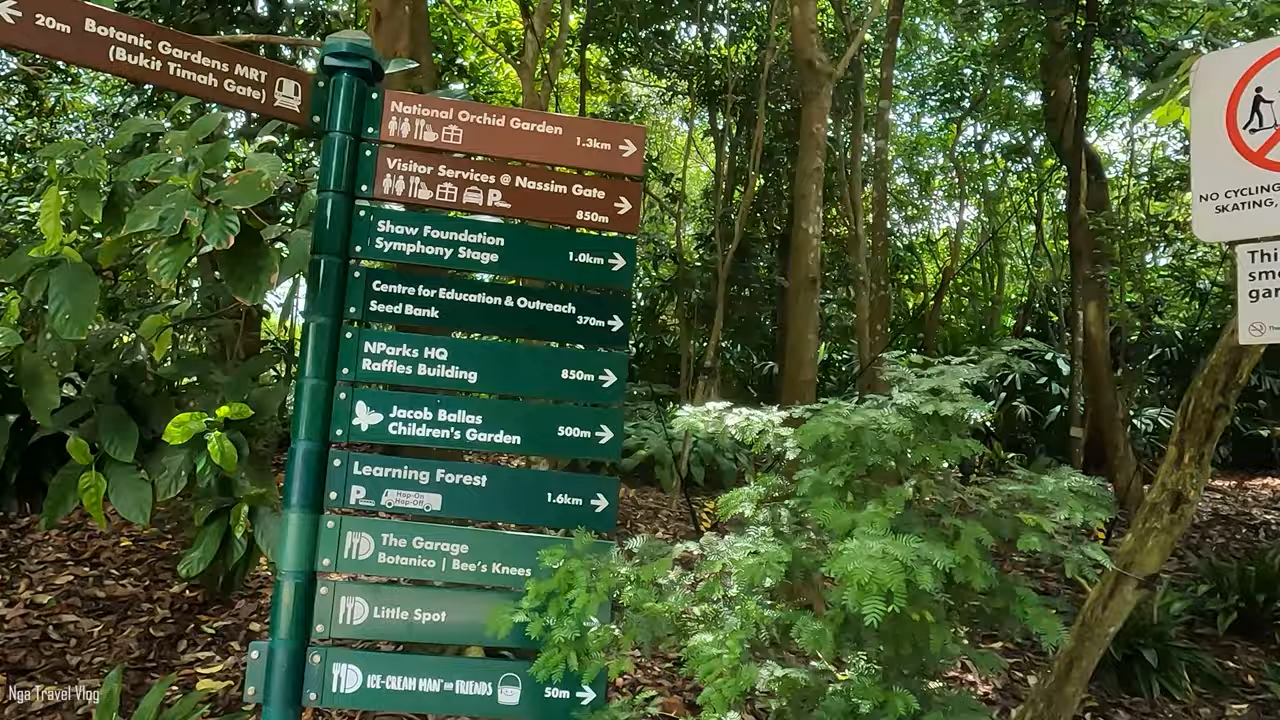 20m Botanic Gardens MRT
(Bukit Timah Gate)
National Orchid Garden
1.3km
Visitor Services @ Nassim Gate
850m
Shaw Foundation
Symphony Stage
1.0km
Centre for Education & Outreach
Seed Bank
370m
NParks HQ
Raffles Building
850m
Jacob Ballas
Children's Garden
500m
Learning Forest
Hop-On
Hop-Off
1.6km
The Garage
Botanico | Bee's Knees
Little Spot
ICE-CREAM MAN AND FRIENDS
50m
NO CYCLING
SKATING,
Nga Travel Vlog